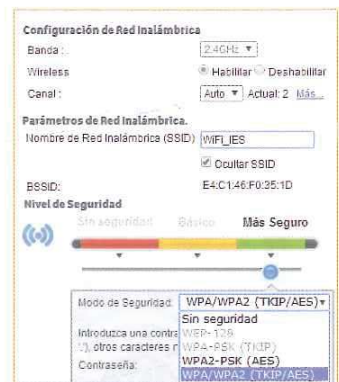 Configuración de Red Inalámbrica
Banda : 2.4GHz
Wireless Habilitar Deshabilitar
Canal : Auto Actual: 2 Más...
Parámetros de Red Inalámbrica.
Nombre de Red Inalámbrica (SSID) WiFi_IES
Ocultar SSID
BSSID: E4:C1:46:F0:35:1D
Nivel de Seguridad
Sin seguridad Básico Más Seguro
Modo de Seguridad: WPA/WPA2 (TKIP/AES)
Sin seguridad
Introduzca una contra WEP-128
'.'), otros caracteres n WPA-PSK (TKIP)
Contraseña: WPA2-PSK (AES)
WPA/WPA2 (TKIP/AES)